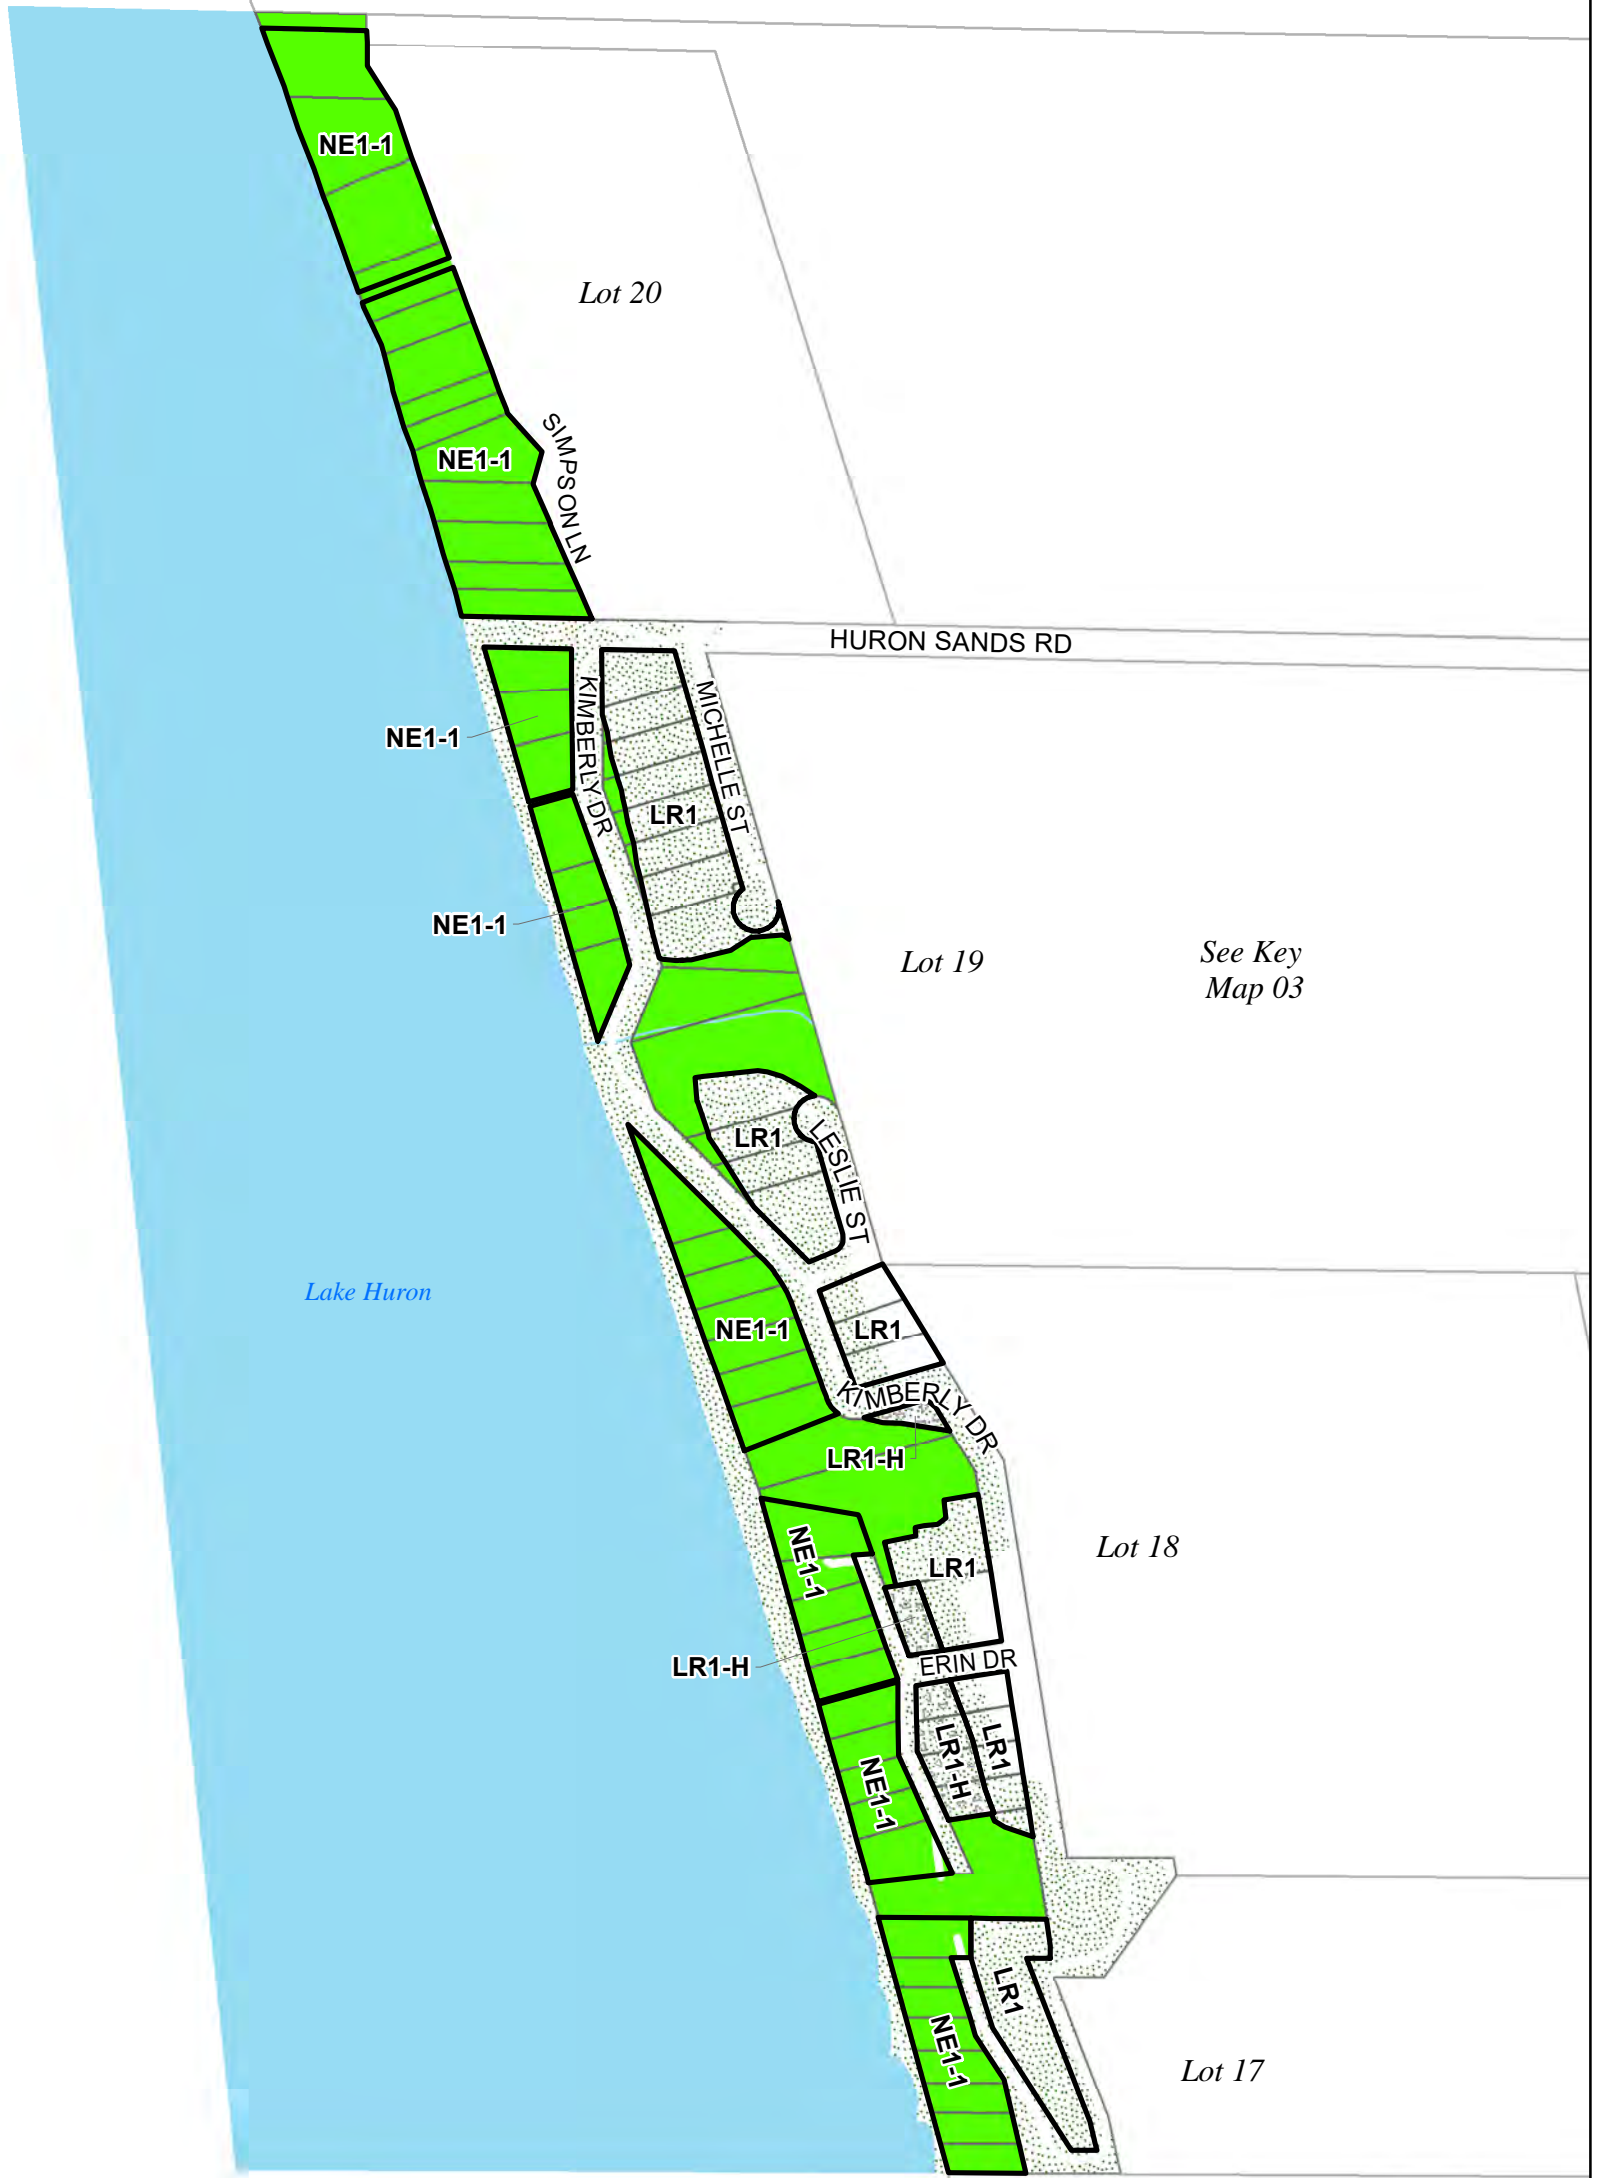 NE1-1
Lot 20
SIMPSON LN
NE1-1
HURON SANDS RD
KIMBERLY DR
MICHELLE ST
NE1-1
LR1
NE1-1
Lot 19
See Key
Map 03
LR1
LESLIE ST
Lake Huron
NE1-1
LR1
KIMBERLY DR
LR1-H
NE1-1
Lot 18
LR1
LR1-H
ERIN DR
LR1-H
LR1
NE1-1
LR1
NE1-1
Lot 17